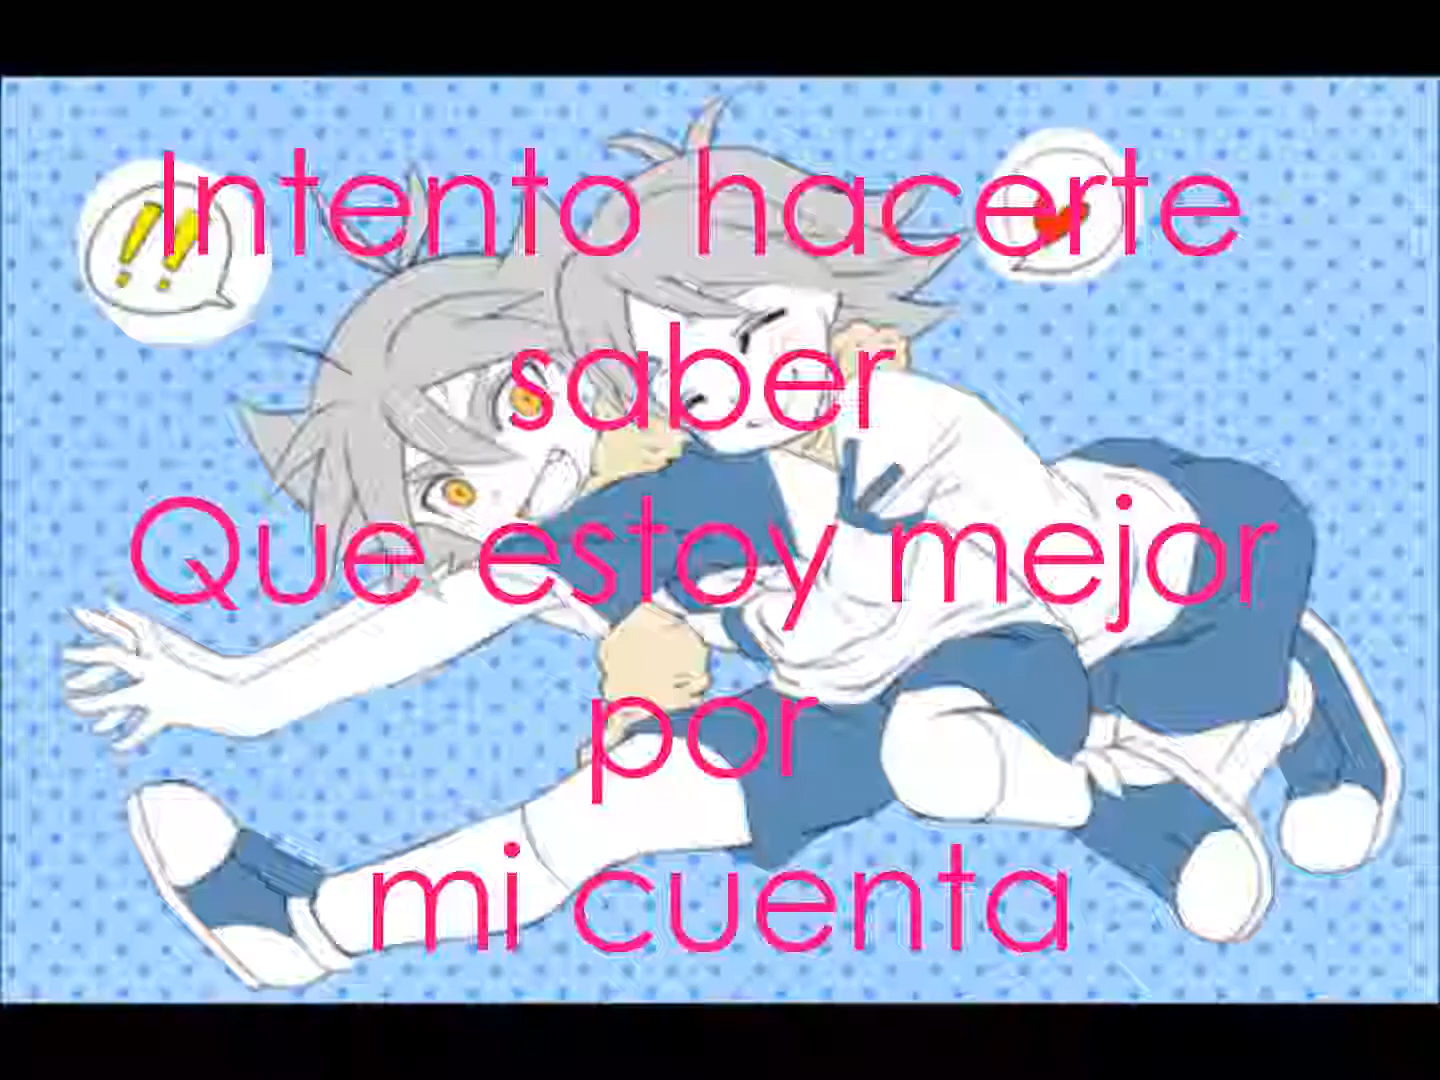 Intento hacerte
saber
Que estoy mejor
por
mi cuenta